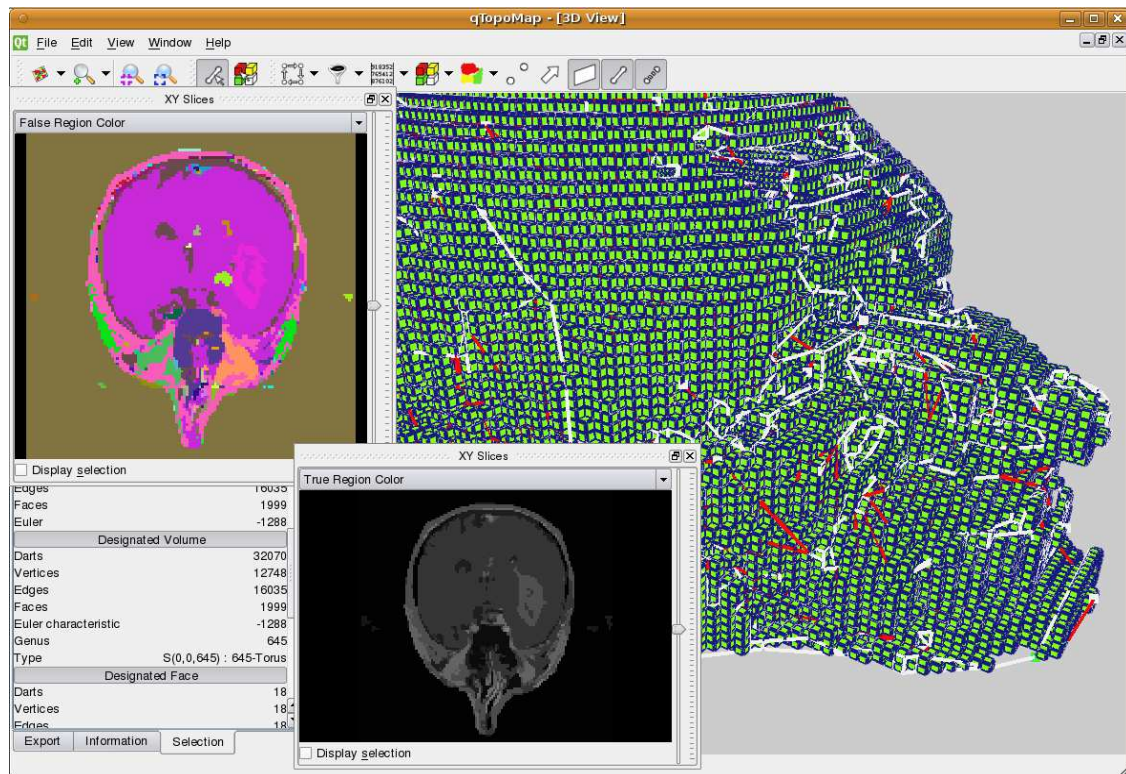 qTopoMap - [3D View]
File Edit View Window Help
XY Slices
False Region Color
Display selection
Edges 16035
Faces 1999
Euler -1288
Designated Volume
Darts 32070
Vertices 12748
Edges 16035
Faces 1999
Euler characteristic -1288
Genus 645
Type S(0,0,645) : 645-Torus
Designated Face
Darts 18
Vertices 18
Edges 18
Export Information Selection
XY Slices
True Region Color
Display selection